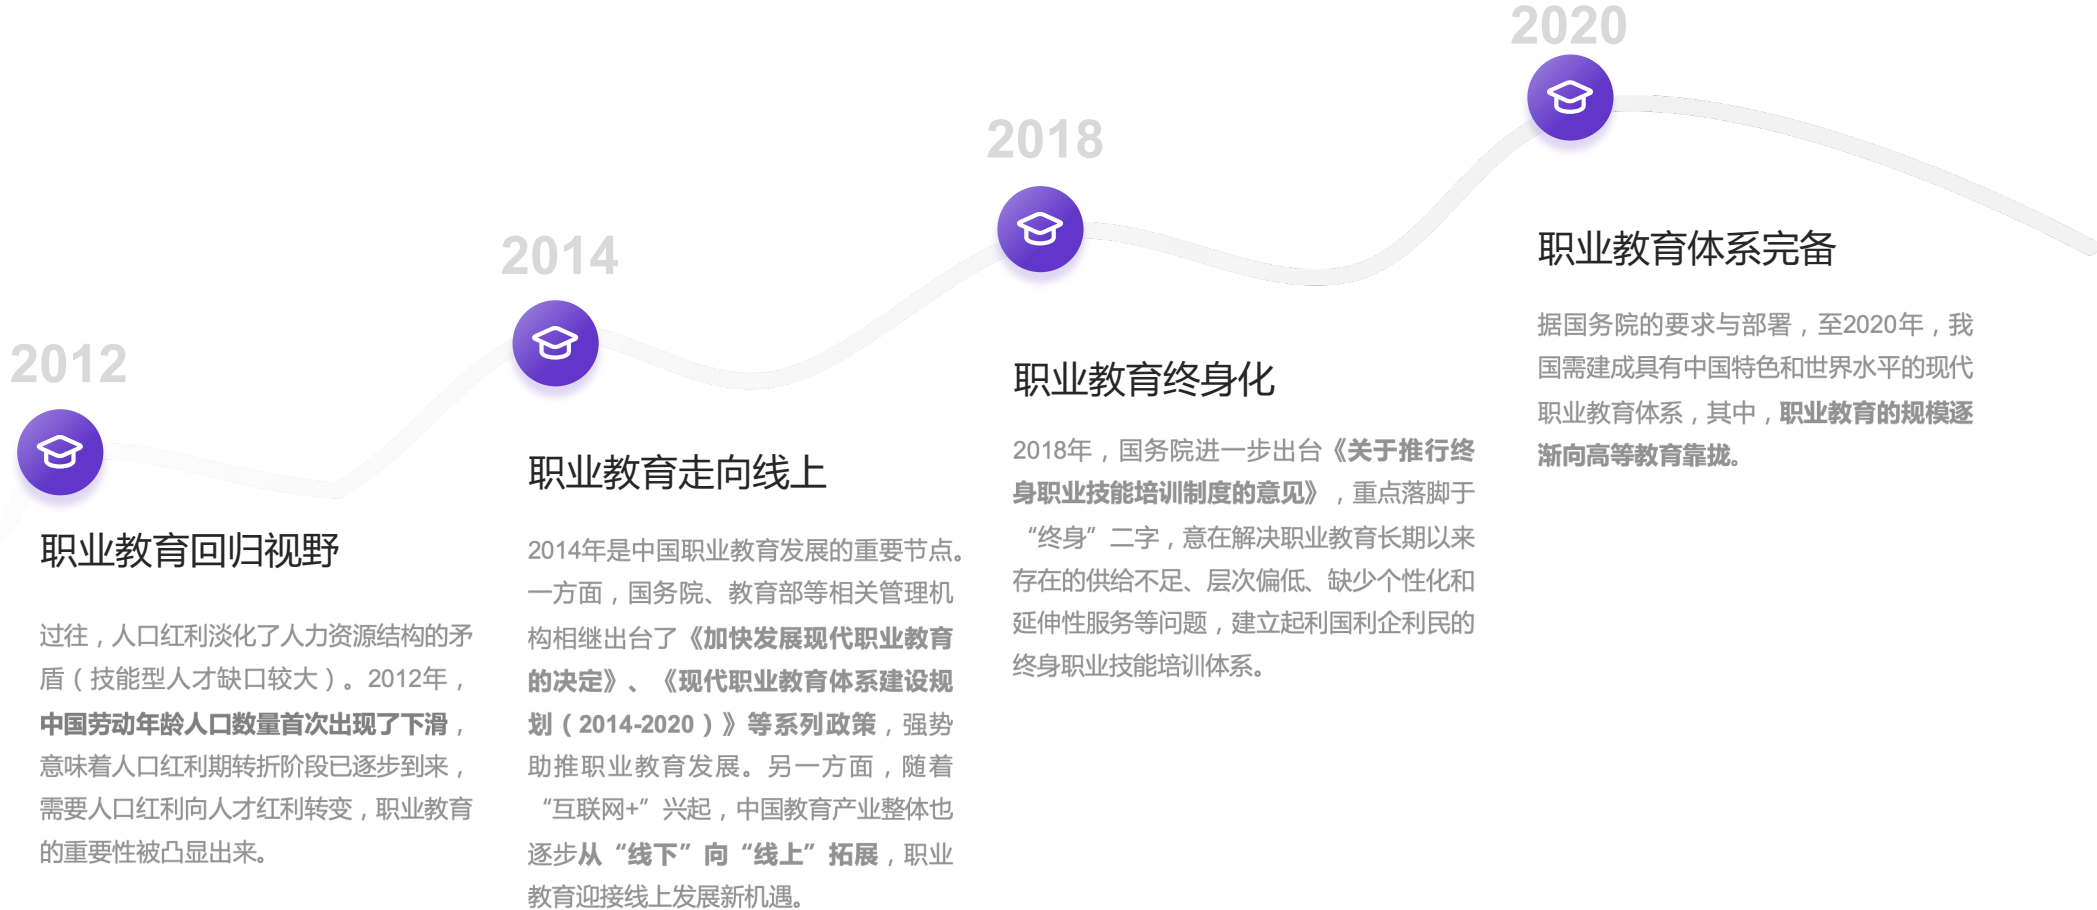 2012
职业教育回归视野
过往，人口红利淡化了人力资源结构的矛
盾（技能型人才缺口较大）。2012年，
中国劳动年龄人口数量首次出现了下滑，
意味着人口红利期转折阶段已逐步到来，
需要人口红利向人才红利转变，职业教育
的重要性被凸显出来。
2014
职业教育走向线上
2014年是中国职业教育发展的重要节点。
一方面，国务院、教育部等相关管理机
构相继出台了《加快发展现代职业教育
的决定》、《现代职业教育体系建设规
划（2014-2020）》等系列政策，强势
助推职业教育发展。另一方面，随着
“互联网+”兴起，中国教育产业整体也
逐步从“线下”向“线上”拓展，职业
教育迎接线上发展新机遇。
2018
职业教育终身化
2018年，国务院进一步出台《关于推行终
身职业技能培训制度的意见》，重点落脚于
“终身”二字，意在解决职业教育长期以来
存在的供给不足、层次偏低、缺少个性化和
延伸性服务等问题，建立起利国利企利民的
终身职业技能培训体系。
2020
职业教育体系完备
据国务院的要求与部署，至2020年，我
国需建成具有中国特色和世界水平的现代
职业教育体系，其中，职业教育的规模逐
渐向高等教育靠拢。